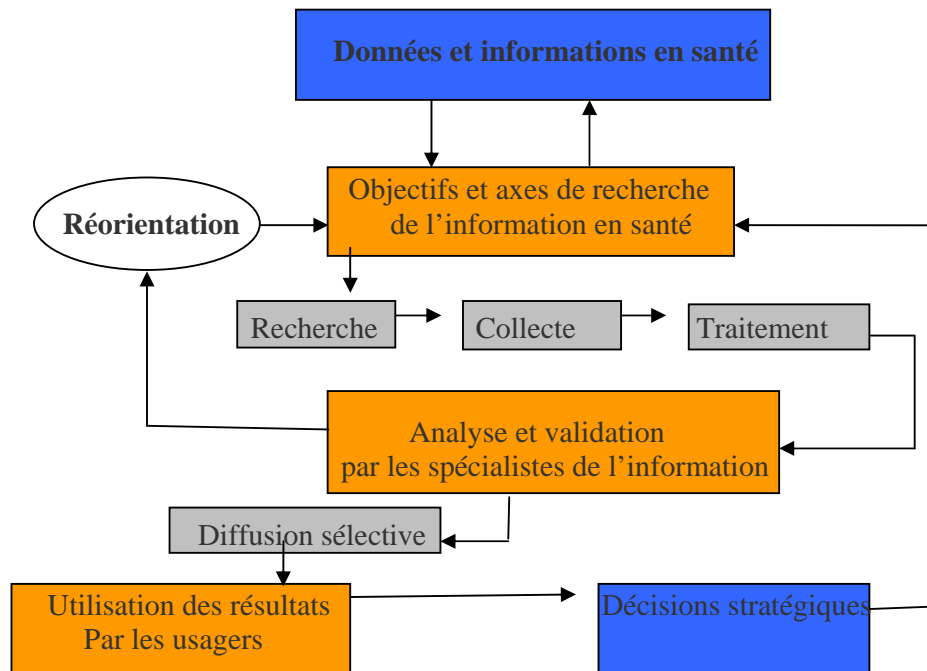 Données et informations en santé
Objectifs et axes de recherche
de l’information en santé
Réorientation
Recherche
Collecte
Traitement
Analyse et validation
par les spécialistes de l’information
Diffusion sélective
Utilisation des résultats
Par les usagers
Décisions stratégiques